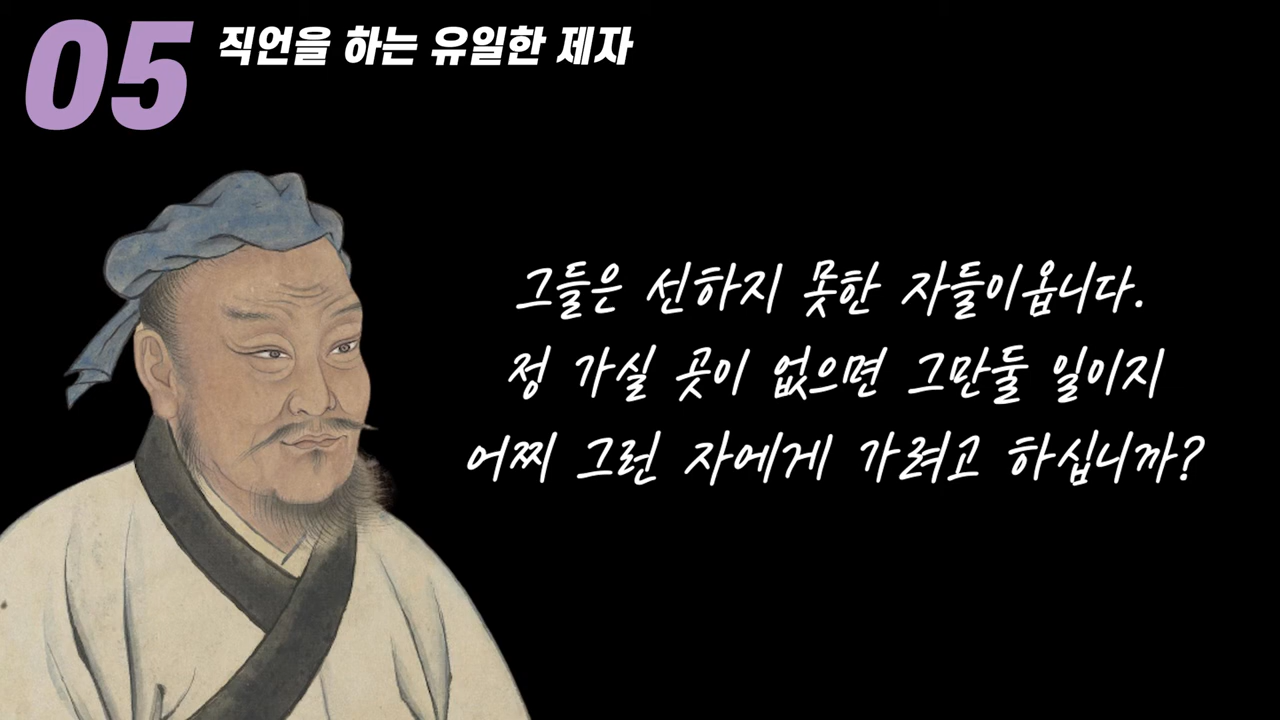 05
직언을 하는 유일한 제자
그들은 선하지 못한 자들이옵니다.
정 가실 곳이 없으면 그만둘 일이지
어찌 그런 자에게 가려고 하십니까?